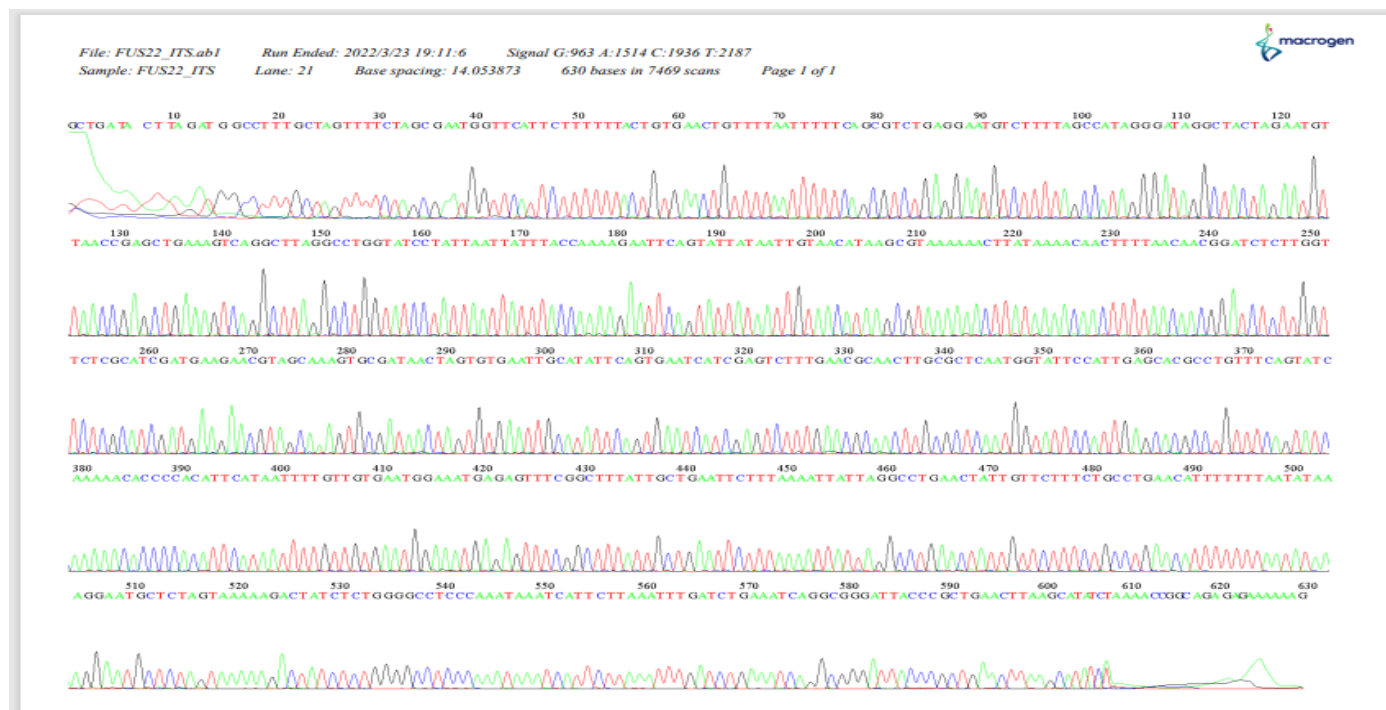 File: FUS22_ITS.ab1 Run Ended: 2022/3/23 19:11:6 Signal G:963 A:1514 C:1936 T:2187
macrogen
Sample: FUS22_ITS Lane: 21 Base spacing: 14.053873 630 bases in 7469 scans Page 1 of 1
10 20 30 40 50 60 70 80 90 100 110 120
GCTGATA CTTAGATGGCCTTTGCTAGTTTTCTAGCGAATGGTTCATTCTTTTTTACTGTGAACTGTTTTAATTTTTCAGCGTCTGAGGAATGTCTTTTAGCCATAGGGATAGGCTACTAGAATGT
130 140 150 160 170 180 190 200 210 220 230 240 250
TAACCGAGCTGAAAGTCAGGCTTAGGCCTGGTATCCTATTAATTATTTACCAAAAGAATTCAGTATTATAATTGTAACATAAGCGTAAAAAACTTATAAAACAACTTTTAACAACGGATCTCTTGGT
260 270 280 290 300 310 320 330 340 350 360 370
TCTCGCATCGATGAAGAACGTAGCAAAGTGCGATAACTAGTGTGAATTGCATATTCAGTGAATCATCGAGTCTTTGAACGCAACTTGCGCTCAATGGTATTCCATTGAGCACGCCTGTTTCAGTATC
380 390 400 410 420 430 440 450 460 470 480 490 500
AAAAACACCCCACATTCATAATTTTGTTGTGAATGGAAATGAGAGTTTCGGCTTTATTGCTGAATTCTTTAAAATTATTAGGCCTGAACTATTGTTCTTTCTGCCTGAACATTTTTTTAATATAA
510 520 530 540 550 560 570 580 590 600 610 620 630
AGGAATGCTCTAGTAAAAAGACTATCTCTGGGGCCTCCCAAATAAATCATTCTTAAATTTGATCTGAAATCAGGCGGGATTACCCGCTGAACTTAAGCATATCTAAAACCGGCAGAGAGAAAAAAG